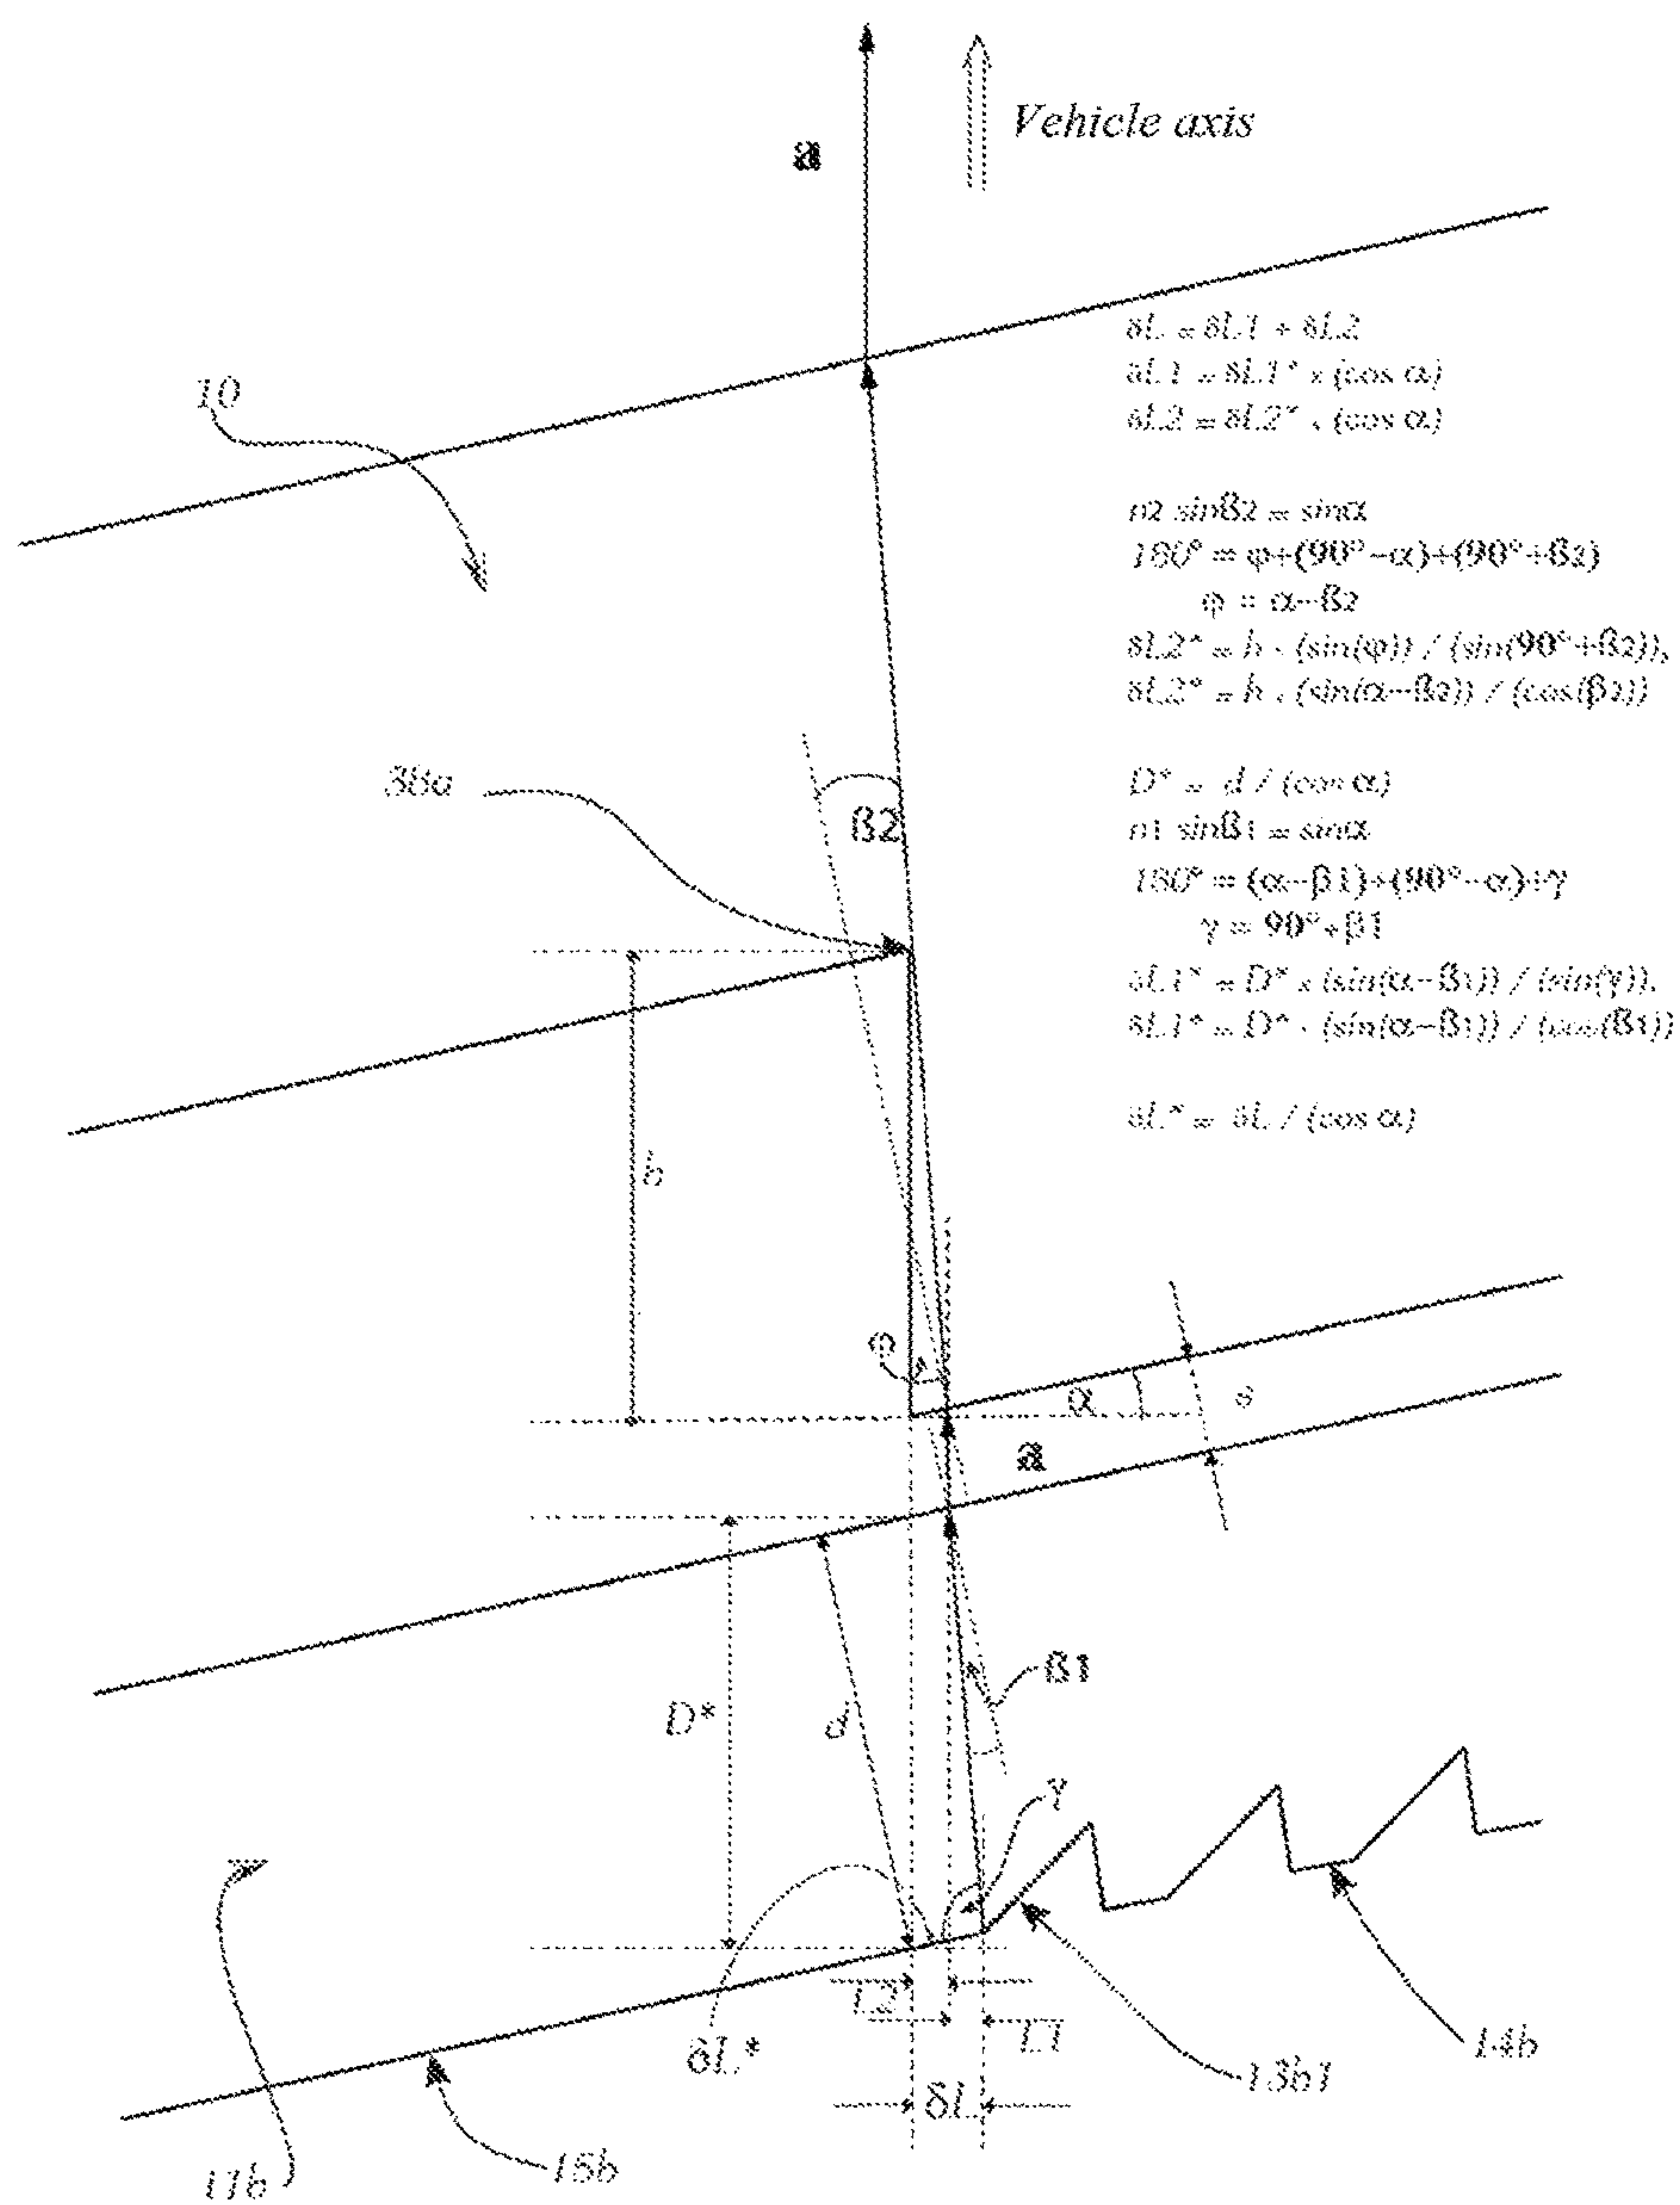 a
Vehicle axis
10
δL = δL1 + δL2
δL1 = δL1* x (cos α)
δL2 = δL2* x (cos α)
n2 sinß2 = sinα
180° = φ+(90°-α)+(90°+ß2)
φ = α-ß2
δL2* = h x (sin(φ)) / (sin(90°+ß2)),
δL2* = h x (sin(α-ß2)) / (cos(β2))
38a
ß2
D* = d / (cos α)
n1 sinß1 = sinα
180° = (α-β1)+(90°-α)+γ
γ = 90°+β1
δL1* = D* x (sin(α-ß1)) / (sin(γ)),
δL1* = D* x (sin(α-ß1)) / (cos(ß1))
δL* = δL / (cos α)
h
φ
α
a
ß1
D*
d
γ
L2
L1
δL*
δL
14b
13b1
15b
11b